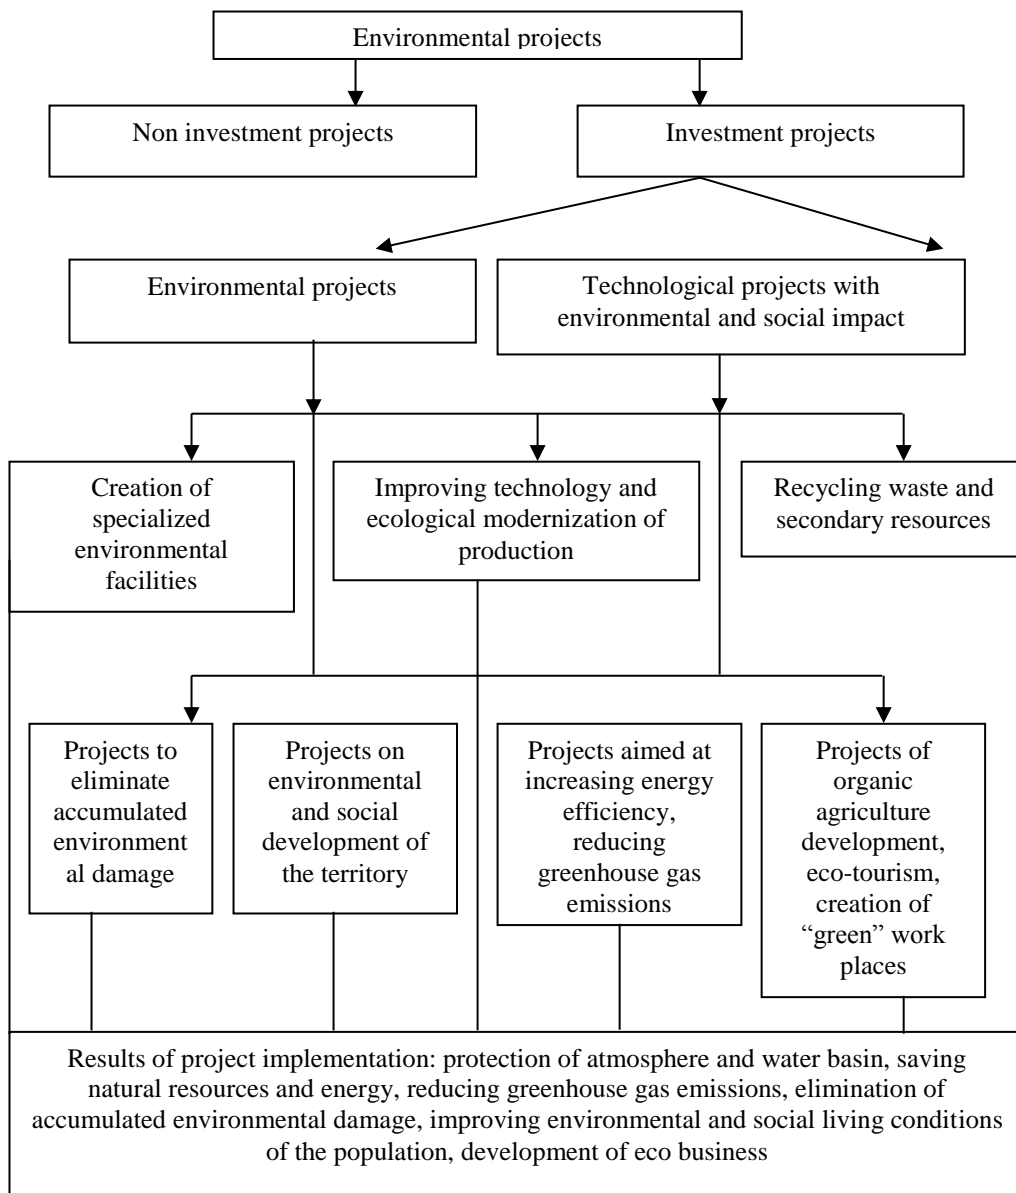 Environmental projects
Non investment projects
Investment projects
Environmental projects
Technological projects with
environmental and social impact
Creation of
specialized
environmental
facilities
Improving technology and
ecological modernization of
production
Recycling waste and
secondary resources
Projects to
eliminate
accumulated
environment
al damage
Projects on
environmental
and social
development of
the territory
Projects aimed at
increasing energy
efficiency,
reducing
greenhouse gas
emissions
Projects of
organic
agriculture
development,
eco-tourism,
creation of
“green” work
places
Results of project implementation: protection of atmosphere and water basin, saving
natural resources and energy, reducing greenhouse gas emissions, elimination of
accumulated environmental damage, improving environmental and social living conditions
of the population, development of eco business